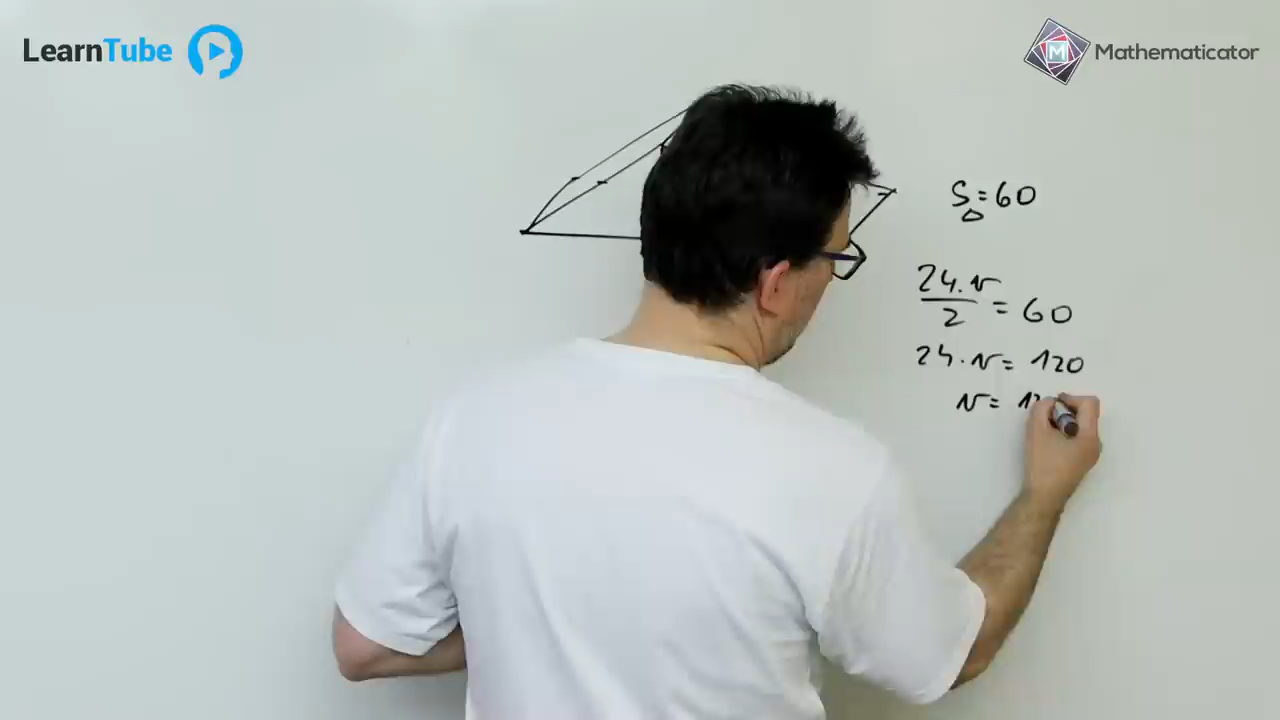 LearnTube
Mathematicator
S△=60
24·v/2 = 60
24·v = 120
v = 1